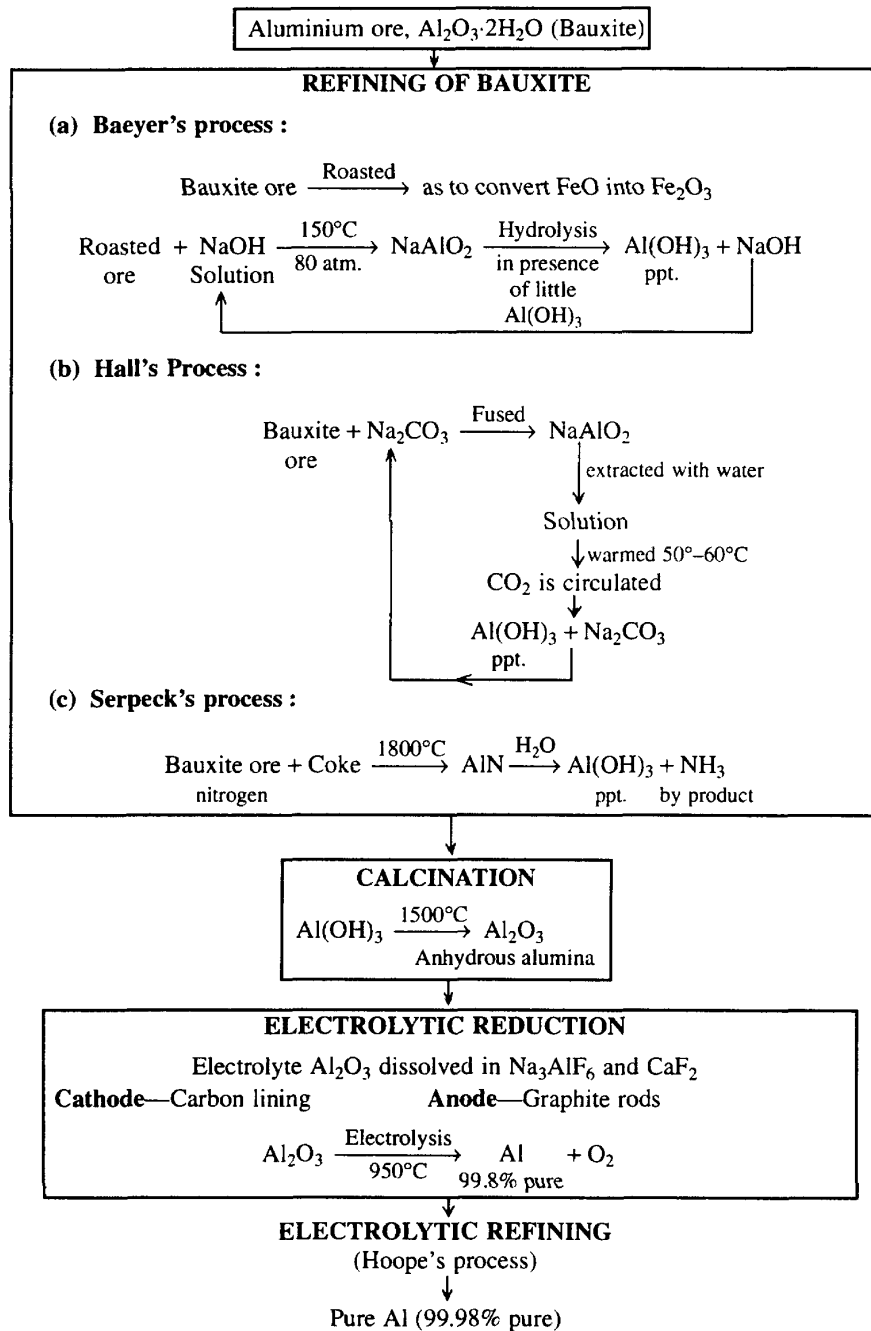 Aluminium ore, Al₂O₃·2H₂O (Bauxite)
REFINING OF BAUXITE
(a) Baeyer's process :
Bauxite ore —Roasted→ as to convert FeO into Fe₂O₃
Roasted + NaOH —150°C→ NaAlO₂ —Hydrolysis→ Al(OH)₃ + NaOH
ore Solution 80 atm. in presence ppt.
of little
Al(OH)₃
(b) Hall's Process :
Bauxite + Na₂CO₃ —Fused→ NaAlO₂
ore
extracted with water
Solution
warmed 50°–60°C
CO₂ is circulated
Al(OH)₃ + Na₂CO₃
ppt.
(c) Serpeck's process :
Bauxite ore + Coke —1800°C→ AlN —H₂O→ Al(OH)₃ + NH₃
nitrogen ppt. by product
CALCINATION
Al(OH)₃ —1500°C→ Al₂O₃
Anhydrous alumina
ELECTROLYTIC REDUCTION
Electrolyte Al₂O₃ dissolved in Na₃AlF₆ and CaF₂
Cathode—Carbon lining Anode—Graphite rods
Al₂O₃ —Electrolysis→ Al + O₂
950°C 99.8% pure
ELECTROLYTIC REFINING
(Hoope's process)
Pure Al (99.98% pure)